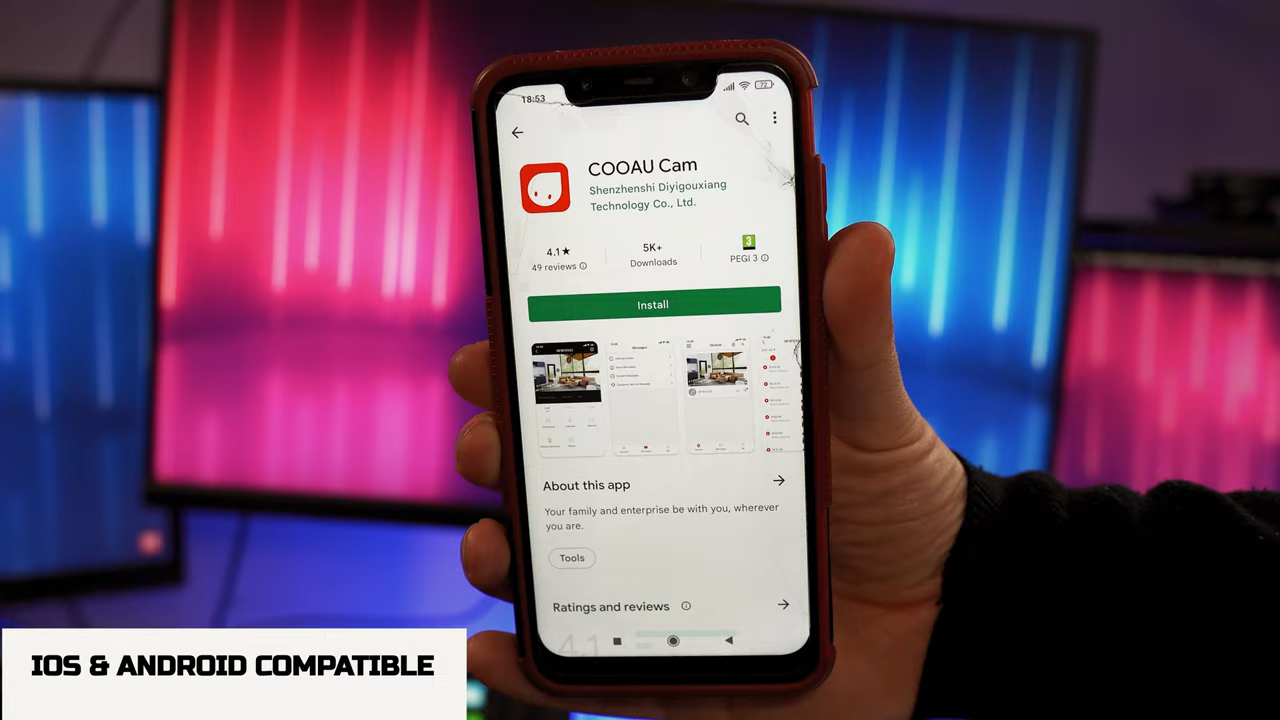 18:53
72
COOAU Cam
Shenzhenshi Diyigouxiang
Technology Co., Ltd.
4.1★
49 reviews
5K+
Downloads
3
PEGI 3
Install
About this app
Your family and enterprise be with you, wherever
you are.
Tools
Ratings and reviews
4.1
IOS & ANDROID COMPATIBLE